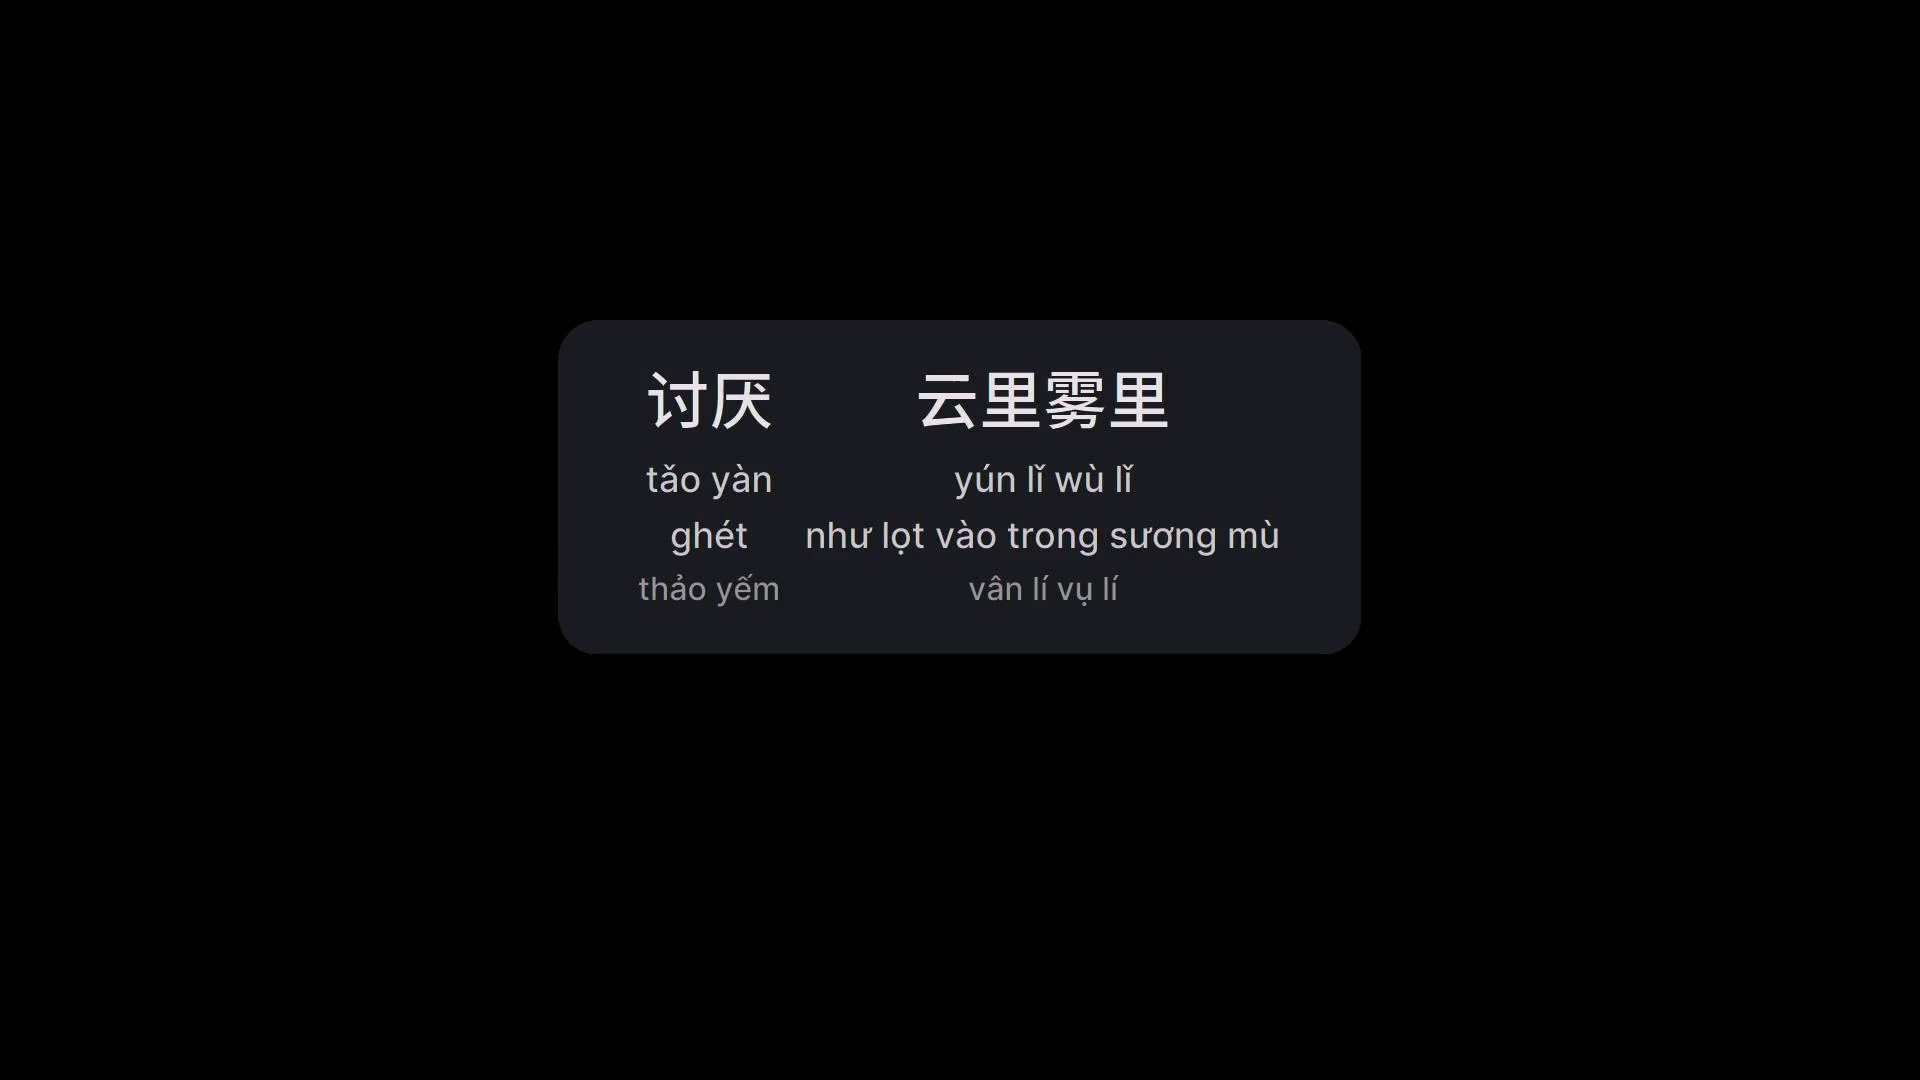 讨厌 云里雾里
tǎo yàn yún lǐ wù lǐ
ghét như lọt vào trong sương mù
thảo yếm vân lí vụ lí